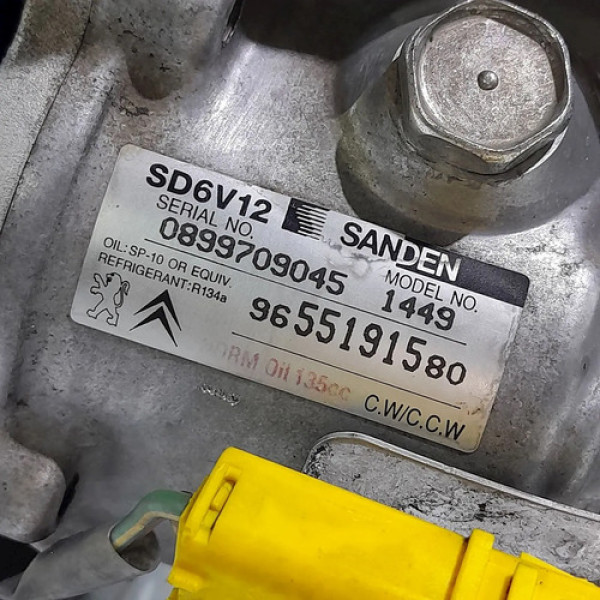 SD6V12 SANDEN
SERIAL NO. MODEL NO.
0899709045 1449
OIL: SP-10 OR EQUIV.
REFRIGERANT: R134a
9655191580
Oil 135cc
C.W/C.C.W